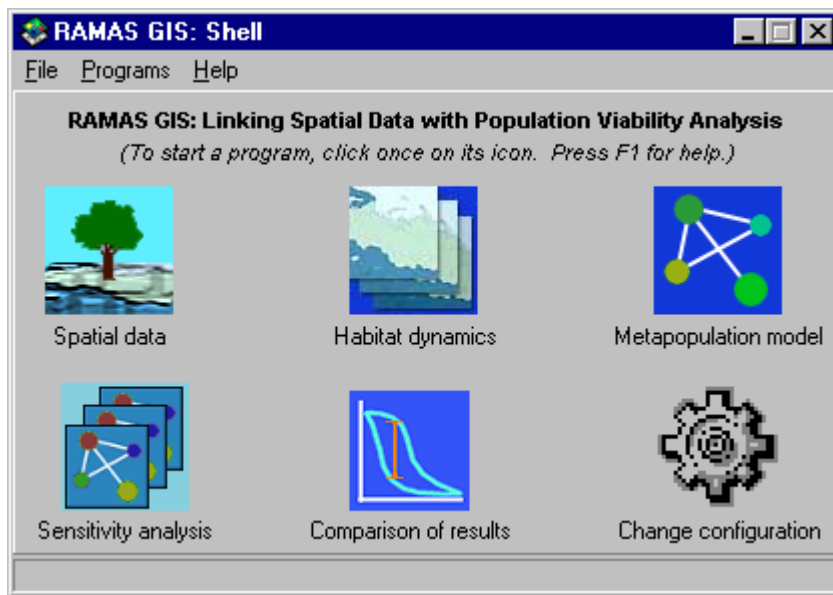 RAMAS GIS: Shell
File Programs Help
RAMAS GIS: Linking Spatial Data with Population Viability Analysis
(To start a program, click once on its icon. Press F1 for help.)
Spatial data
Habitat dynamics
Metapopulation model
Sensitivity analysis
Comparison of results
Change configuration